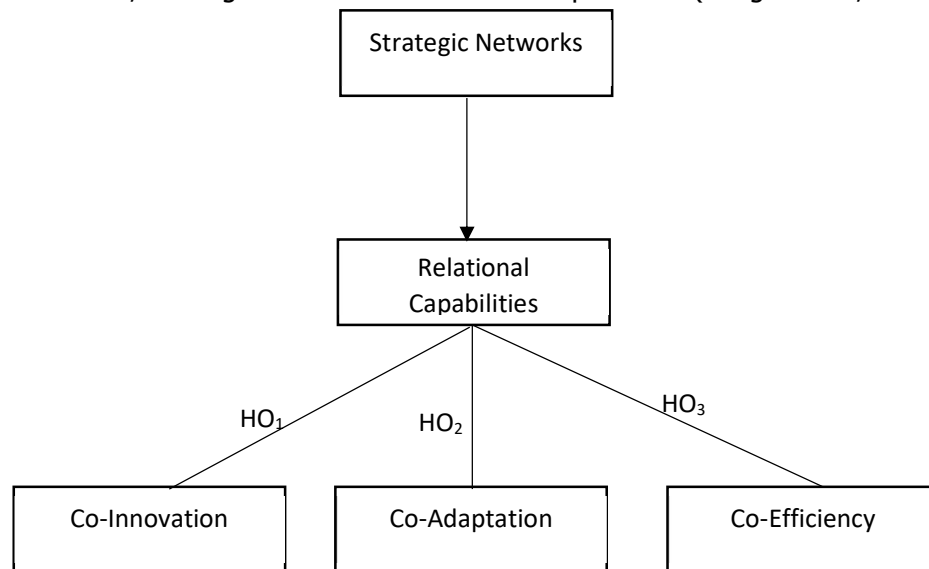 Strategic Networks
Relational
Capabilities
HO₁
HO₂
HO₃
Co-Innovation
Co-Adaptation
Co-Efficiency